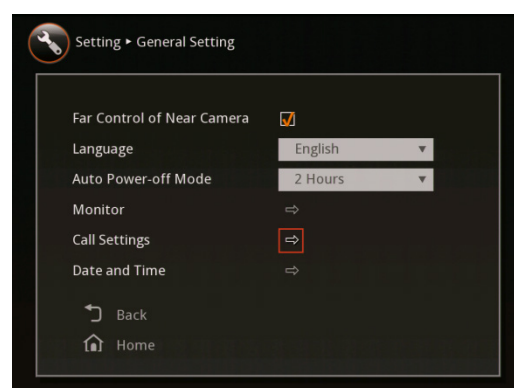 Setting ▸ General Setting
Far Control of Near Camera
Language English
Auto Power-off Mode 2 Hours
Monitor
Call Settings
Date and Time
Back
Home